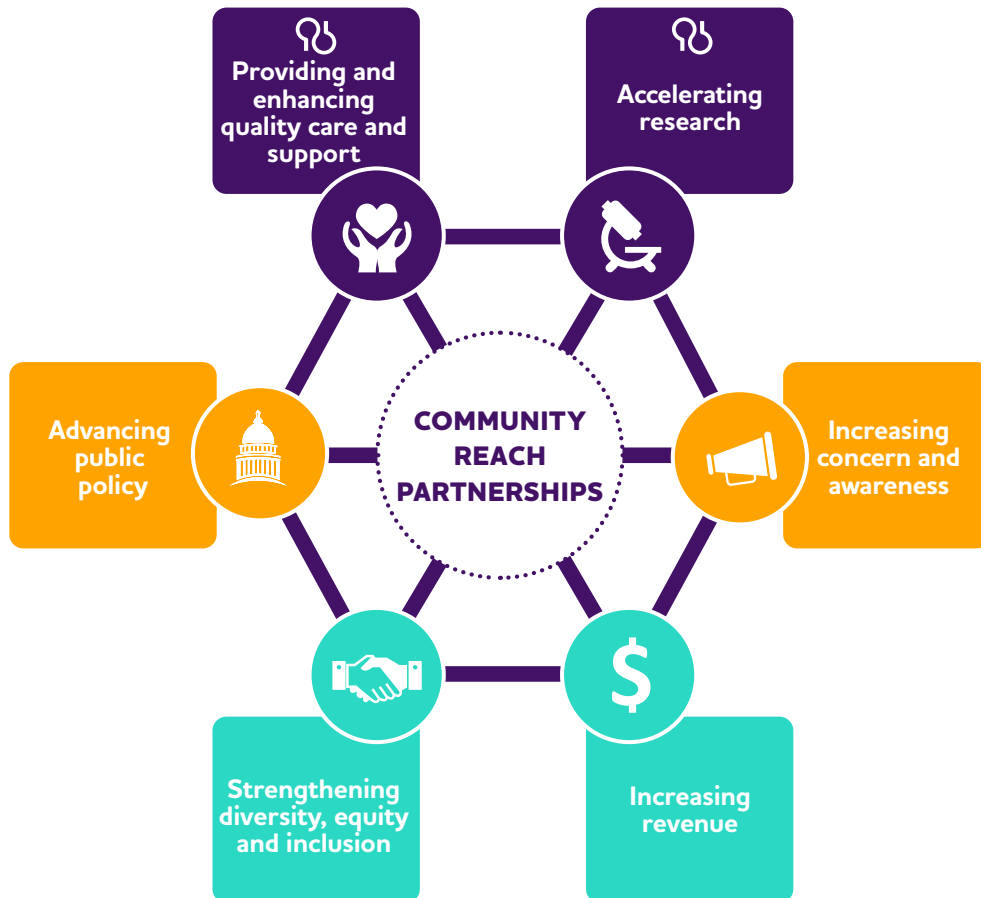 Providing and
enhancing
quality care and
support
Accelerating
research
Advancing
public
policy
COMMUNITY
REACH
PARTNERSHIPS
Increasing
concern and
awareness
$
Strengthening
diversity, equity
and inclusion
Increasing
revenue